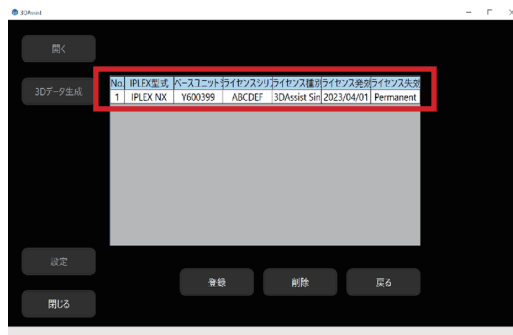 3DAssist
開く
3Dデータ生成
No. IPLEX型式 ベースユニット ライセンスシリ ライセンス種別 ライセンス発効 ライセンス失効
1 IPLEX NX Y600399 ABCDEF 3DAssist Sin 2023/04/01 Permanent
設定
登録 削除 戻る
閉じる